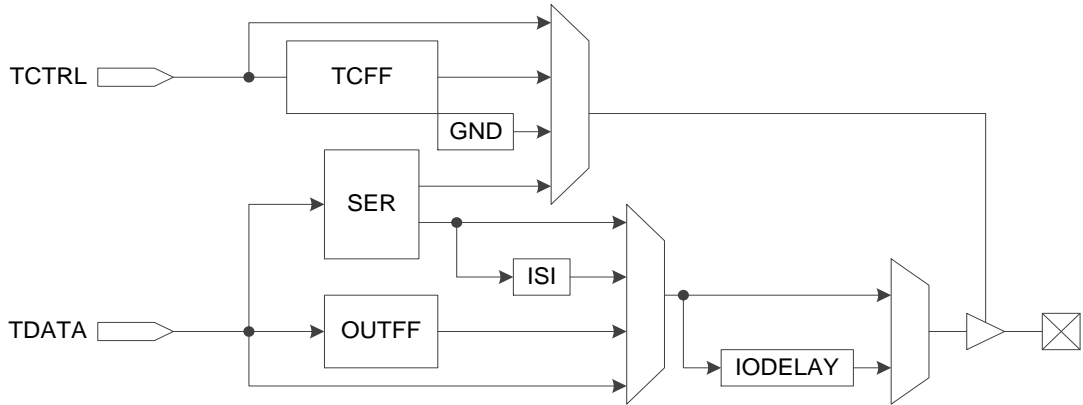 TCTRL
TCFF
GND
SER
ISI
TDATA
OUTFF
IODELAY